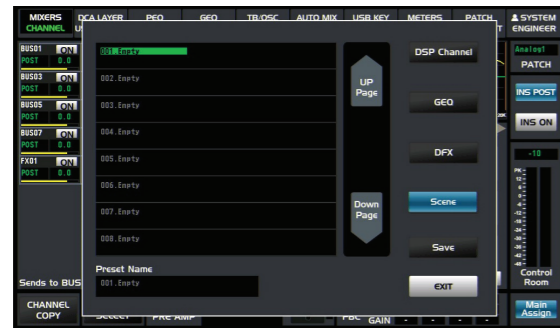 MIXERS DCA LAYER PEQ GEQ TB/OSC AUTO MIX USB KEY METERS PATCH SYSTEM
CHANNEL ENGINEER
BUS01 ON
POST 0.0
BUS03 ON
POST 0.0
BUS05 ON
POST 0.0
BUS07 ON
POST 0.0
FX01 ON
POST 0.0
Sends to BUS
CHANNEL
COPY
001.Empty
002.Empty
003.Empty
004.Empty
005.Empty
006.Empty
007.Empty
008.Empty
Preset Name
001.Empty
UP
Page
Down
Page
DSP Channel
GEQ
DFX
Scene
Save
EXIT
PRE AMP
GAIN
Analog1
PATCH
INS POST
INS ON
-10
Control
Room
Main
Assign